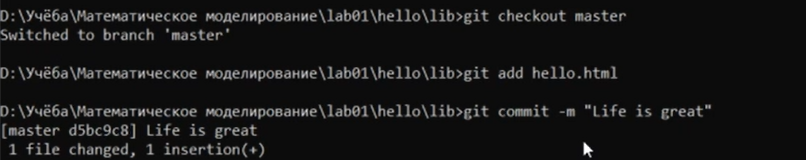 D:\Учёба\Математическое моделирование\lab01\hello\lib>git checkout master
Switched to branch 'master'
D:\Учёба\Математическое моделирование\lab01\hello\lib>git add hello.html
D:\Учёба\Математическое моделирование\lab01\hello\lib>git commit -m "Life is great"
[master d5bc9c8] Life is great
 1 file changed, 1 insertion(+)